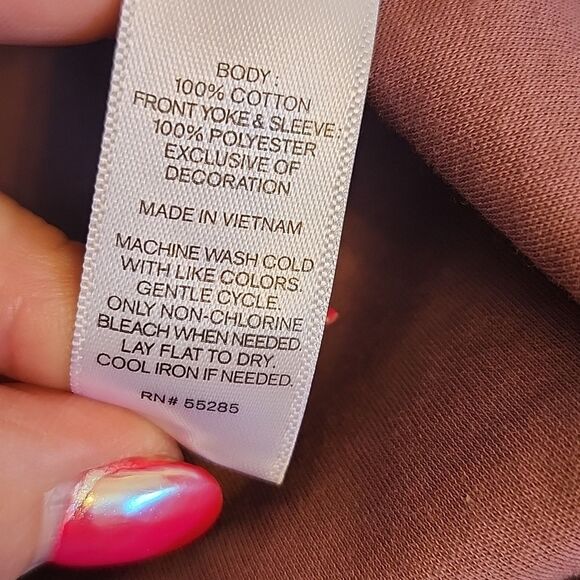 BODY:
100% COTTON
FRONT YOKE & SLEEVE:
100% POLYESTER
EXCLUSIVE OF
DECORATION
MADE IN VIETNAM
MACHINE WASH COLD
WITH LIKE COLORS.
GENTLE CYCLE
ONLY NON-CHLORINE
BLEACH WHEN NEEDED.
LAY FLAT TO DRY.
COOL IRON IF NEEDED.
RN# 55285